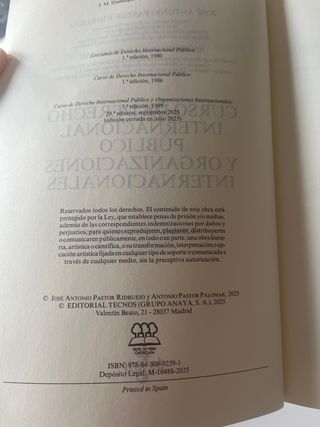 J. M. Domíngu
Lecciones de Derecho Internacional Público:
1.ª edición, 1980
Curso de Derecho Internacional Público:
1.ª edición, 1986
Curso de Derecho Internacional Público y Organizaciones Internacionales:
1.ª edición, 1989
29.ª edición, septiembre 2025
(edición cerrada en julio 2025)
CURSO DE DERECHO
INTERNACIONAL
PÚBLICO
Y ORGANIZACIONES
INTERNACIONALES
Reservados todos los derechos. El contenido de esta obra está
protegido por la Ley, que establece penas de prisión y/o multas,
además de las correspondientes indemnizaciones por daños y
perjuicios, para quienes reprodujeren, plagiaren, distribuyeren
o comunicaren públicamente, en todo o en parte, una obra litera-
ria, artística o científica, o su transformación, interpretación o eje-
cución artística fijada en cualquier tipo de soporte o comunicada a
través de cualquier medio, sin la preceptiva autorización.
© JOSÉ ANTONIO PASTOR RIDRUEJO Y ANTONIO PASTOR PALOMAR, 2025
© EDITORIAL TECNOS (GRUPO ANAYA, S. A.), 2025
Valentín Beato, 21 - 28037 Madrid
PAPEL DE FIBRA
CERTIFICADA
ISBN: 978-84-309-9259-1
Depósito Legal: M-16488-2025
Printed in Spain